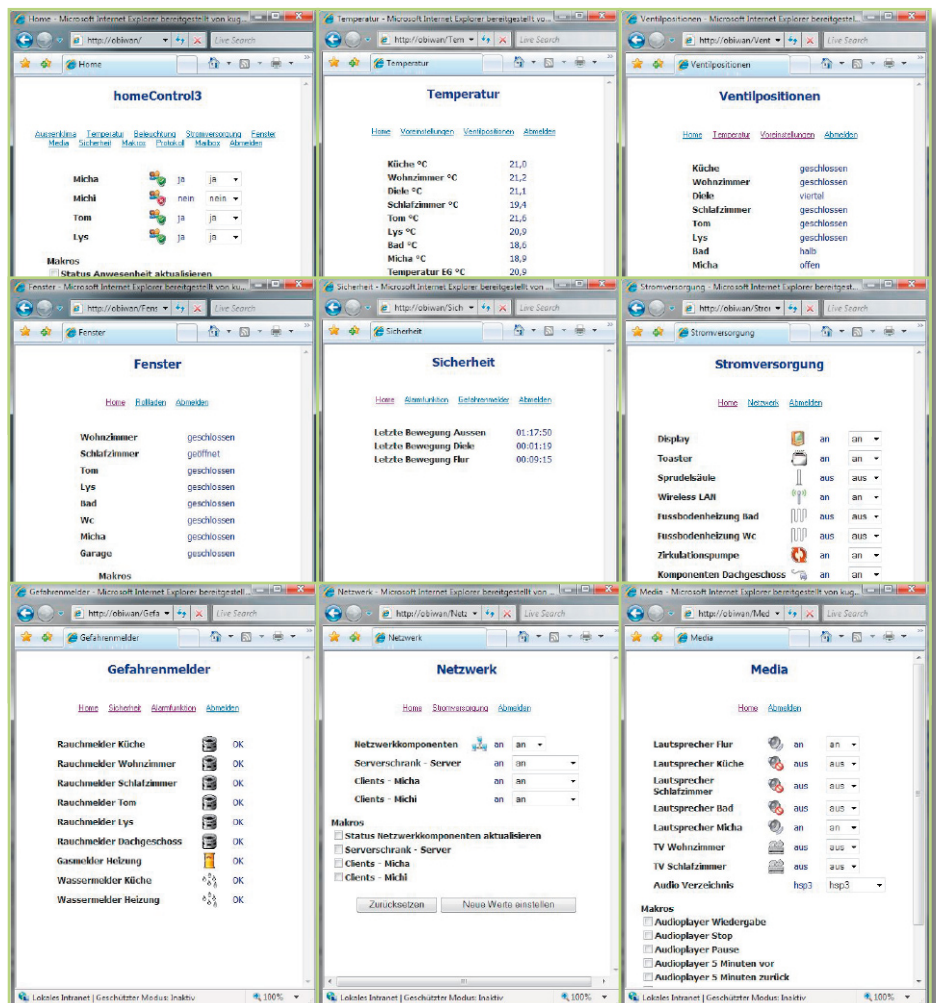 Home - Microsoft Internet Explorer bereitgestellt von kug...
http://obiwan/
Live Search
Home
homeControl3
Aussenklima Temperatur Beleuchtung Stromversorgung Fenster
Media Sicherheit Makros Protokoll Mailbox Abmelden
Micha ja ja
Michi nein nein
Tom ja ja
Lys ja ja
Makros
Status Anwesenheit aktualisieren
Temperatur - Microsoft Internet Explorer bereitgestellt von ...
http://obiwan/Tem
Live Search
Temperatur
Temperatur
Home Voreinstellungen Ventilpositionen Abmelden
Küche °C 21,0
Wohnzimmer °C 21,2
Diele °C 21,1
Schlafzimmer °C 19,4
Tom °C 21,6
Lys °C 20,9
Bad °C 18,6
Micha °C 18,9
Temperatur EG °C 20,9
Ventilpositionen - Microsoft Internet Explorer bereitgestel...
http://obiwan/Vent
Live Search
Ventilpositionen
Ventilpositionen
Home Temperatur Voreinstellungen Abmelden
Küche geschlossen
Wohnzimmer geschlossen
Diele viertel
Schlafzimmer geschlossen
Tom geschlossen
Lys geschlossen
Bad halb
Micha offen
Fenster - Microsoft Internet Explorer bereitgestellt von ku...
http://obiwan/Fens
Live Search
Fenster
Fenster
Home Rollladen Abmelden
Wohnzimmer geschlossen
Schlafzimmer geöffnet
Tom geschlossen
Lys geschlossen
Bad geschlossen
Wc geschlossen
Micha geschlossen
Garage geschlossen
Makros
Sicherheit - Microsoft Internet Explorer bereitgestellt von ...
http://obiwan/Sich
Live Search
Sicherheit
Sicherheit
Home Alarmfunktion Gefahrenmelder Abmelden
Letzte Bewegung Aussen 01:17:50
Letzte Bewegung Diele 00:01:19
Letzte Bewegung Flur 00:09:15
Stromversorgung - Microsoft Internet Explorer bereitgest...
http://obiwan/Stro
Live Search
Stromversorgung
Stromversorgung
Home Netzwerk Abmelden
Display an an
Toaster an an
Sprudelsäule aus aus
Wireless LAN an an
Fussbodenheizung Bad aus aus
Fussbodenheizung Wc aus aus
Zirkulationspumpe an an
Komponenten Dachgeschoss an an
Gefahrenmelder - Microsoft Internet Explorer bereitgestell...
http://obiwan/Gefa
Live Search
Gefahrenmelder
Gefahrenmelder
Home Sicherheit Alarmfunktion Abmelden
Rauchmelder Küche OK
Rauchmelder Wohnzimmer OK
Rauchmelder Schlafzimmer OK
Rauchmelder Tom OK
Rauchmelder Lys OK
Rauchmelder Dachgeschoss OK
Gasmelder Heizung OK
Wassermelder Küche OK
Wassermelder Heizung OK
Lokales Intranet | Geschützter Modus: Inaktiv 100%
Netzwerk - Microsoft Internet Explorer bereitgestellt von ...
http://obiwan/Netz
Live Search
Netzwerk
Netzwerk
Home Stromversorgung Abmelden
Netzwerkkomponenten an an
Serverschrank - Server an an
Clients - Micha an an
Clients - Michi an an
Makros
Status Netzwerkkomponenten aktualisieren
Serverschrank - Server
Clients - Micha
Clients - Michi
Zurücksetzen Neue Werte einstellen
Lokales Intranet | Geschützter Modus: Inaktiv 100%
Media - Microsoft Internet Explorer bereitgestellt von kug...
http://obiwan/Med
Live Search
Media
Media
Home Abmelden
Lautsprecher Flur an an
Lautsprecher Küche aus aus
Lautsprecher
Schlafzimmer aus aus
Lautsprecher Bad aus aus
Lautsprecher Micha an an
TV Wohnzimmer aus aus
TV Schlafzimmer aus aus
Audio Verzeichnis hsp3 hsp3
Makros
Audioplayer Wiedergabe
Audioplayer Stop
Audioplayer Pause
Audioplayer 5 Minuten vor
Audioplayer 5 Minuten zurück
Lokales Intranet | Geschützter Modus: Inaktiv 100%